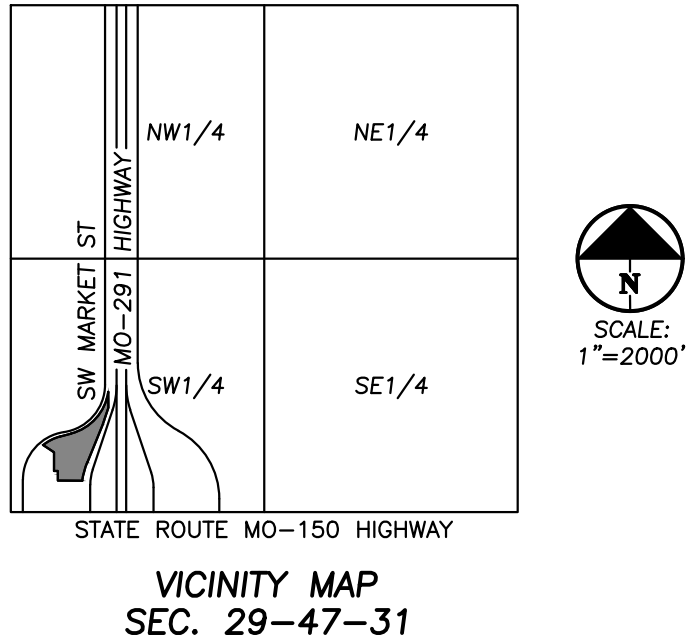 NW1/4
NE1/4
SW MARKET ST
MO-291 HIGHWAY
N
SCALE:
1"=2000'
SW1/4
SE1/4
STATE ROUTE MO-150 HIGHWAY
VICINITY MAP
SEC. 29-47-31